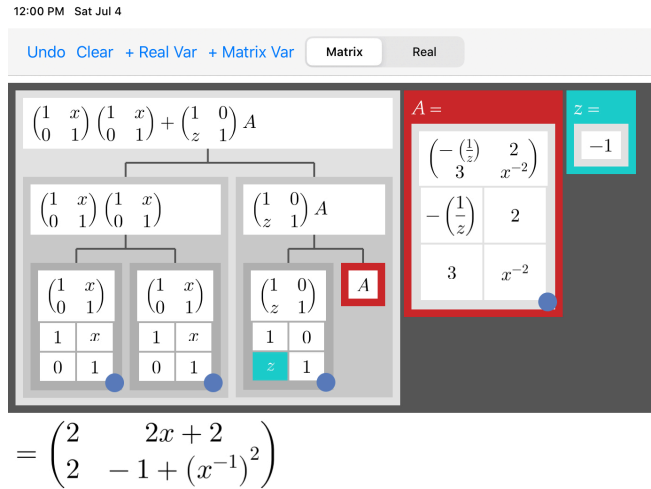 12:00 PM Sat Jul 4
Undo Clear + Real Var + Matrix Var Matrix Real
(1 x 0 1) (1 x 0 1) + (1 0 z 1) A
A =
z =
(−(1/z) 2 3 x⁻²)
−1
(1 x 0 1) (1 x 0 1)
(1 0 z 1) A
−(1/z) 2
3 x⁻²
(1 x 0 1)
(1 x 0 1)
(1 0 z 1)
A
1 x
0 1
1 x
0 1
1 0
z 1
= (2 2x + 2 2 −1 + (x⁻¹)²)